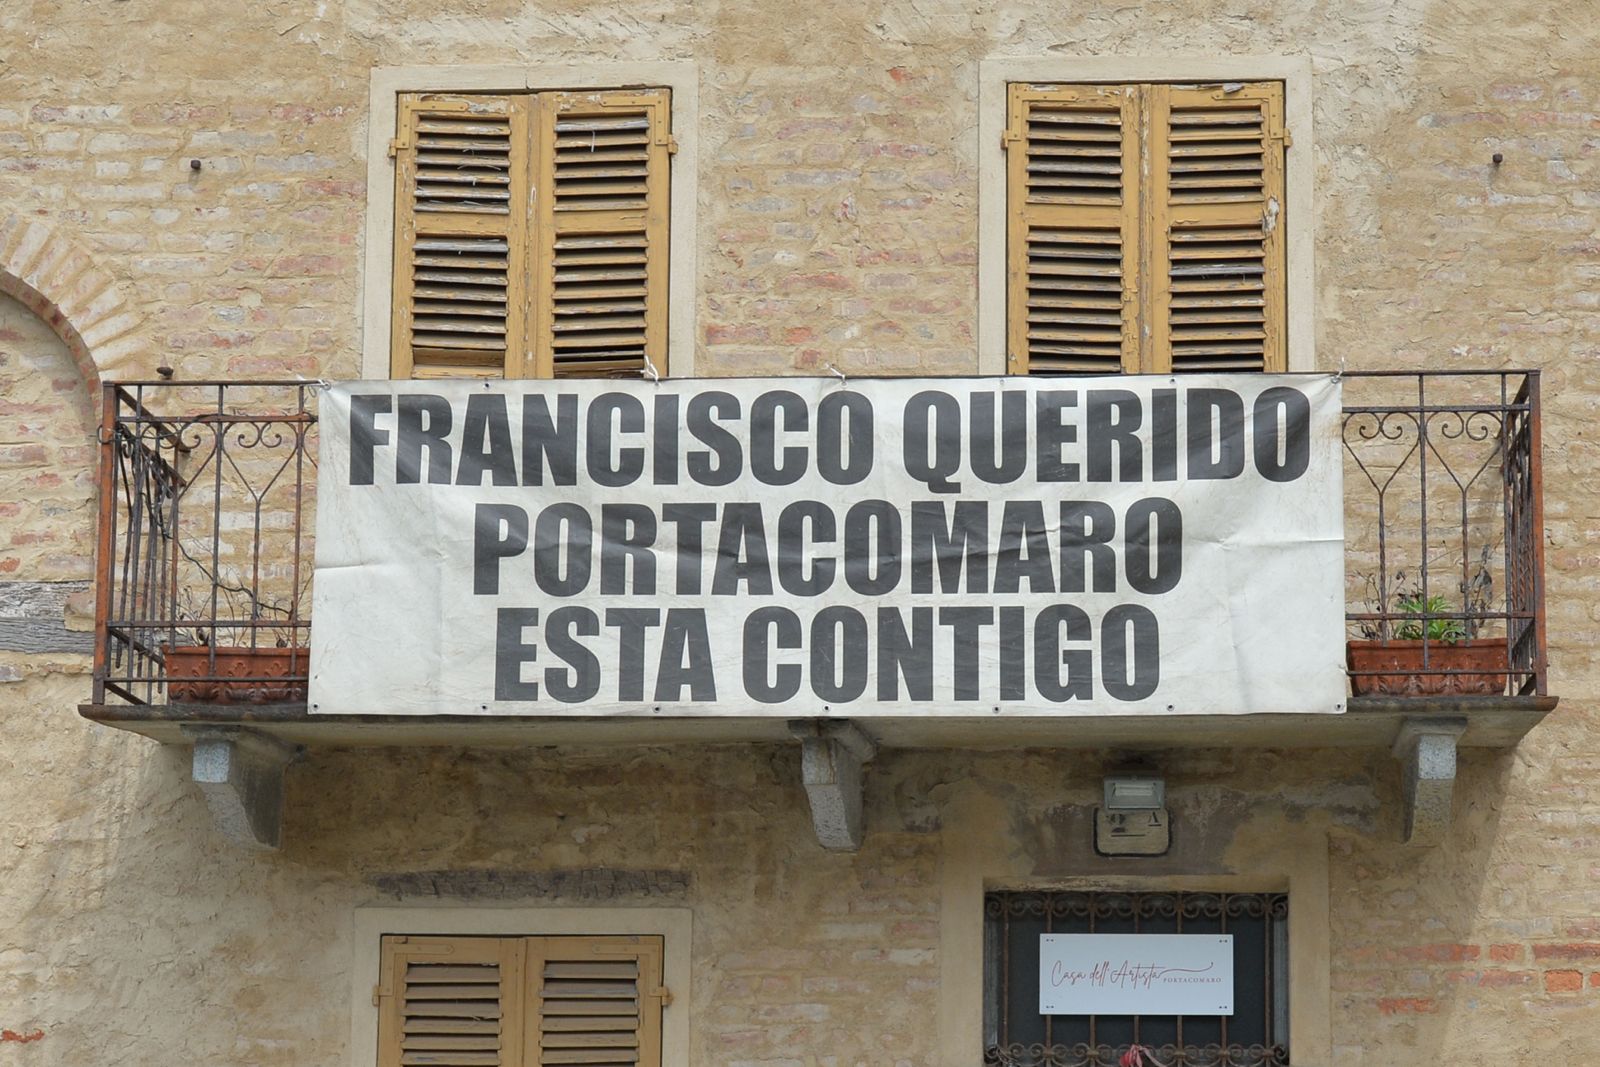 FRANCISCO QUERIDO
PORTACOMARO
ESTA CONTIGO
Casa dell'Artista
PORTACOMARO